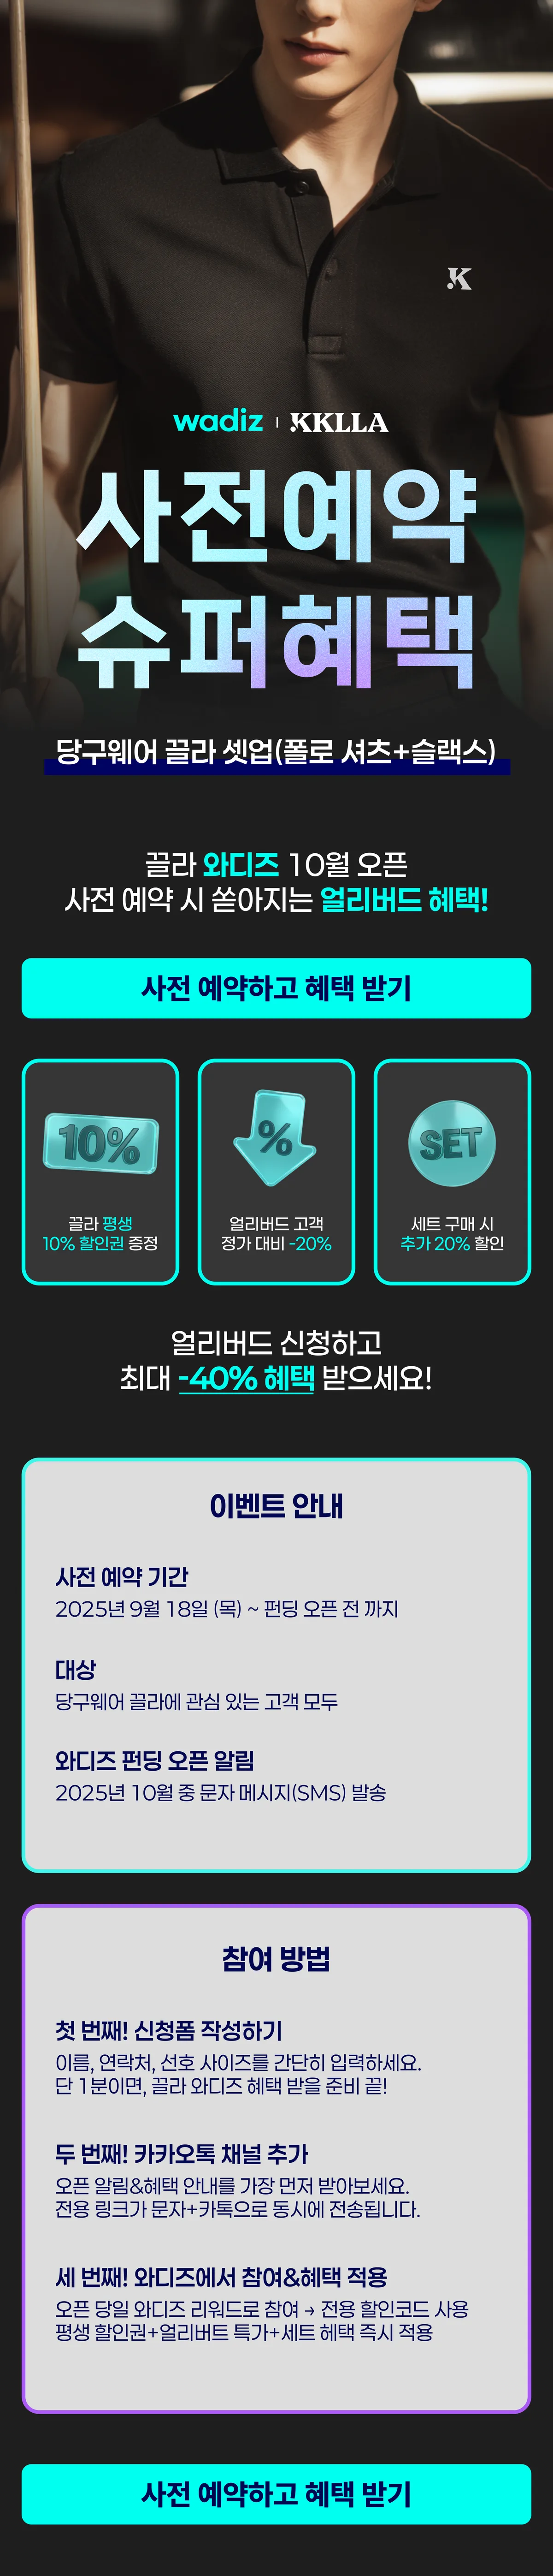 K
wadiz | KKLLA
사전예약
슈퍼혜택
당구웨어 끌라 셋업(폴로 셔츠+슬랙스)
끌라 와디즈 10월 오픈
사전 예약 시 쏟아지는 얼리버드 혜택!
사전 예약하고 혜택 받기
10%
끌라 평생
10% 할인권 증정
%
얼리버드 고객
정가 대비 -20%
SET
세트 구매 시
추가 20% 할인
얼리버드 신청하고
최대 -40% 혜택 받으세요!
이벤트 안내
사전 예약 기간
2025년 9월 18일 (목) ~ 펀딩 오픈 전 까지
대상
당구웨어 끌라에 관심 있는 고객 모두
와디즈 펀딩 오픈 알림
2025년 10월 중 문자 메시지(SMS) 발송
참여 방법
첫 번째! 신청폼 작성하기
이름, 연락처, 선호 사이즈를 간단히 입력하세요.
단 1분이면, 끌라 와디즈 혜택 받을 준비 끝!
두 번째! 카카오톡 채널 추가
오픈 알림&혜택 안내를 가장 먼저 받아보세요.
전용 링크가 문자+카톡으로 동시에 전송됩니다.
세 번째! 와디즈에서 참여&혜택 적용
오픈 당일 와디즈 리워드로 참여 → 전용 할인코드 사용
평생 할인권+얼리버트 특가+세트 헤택 즉시 적용
사전 예약하고 혜택 받기